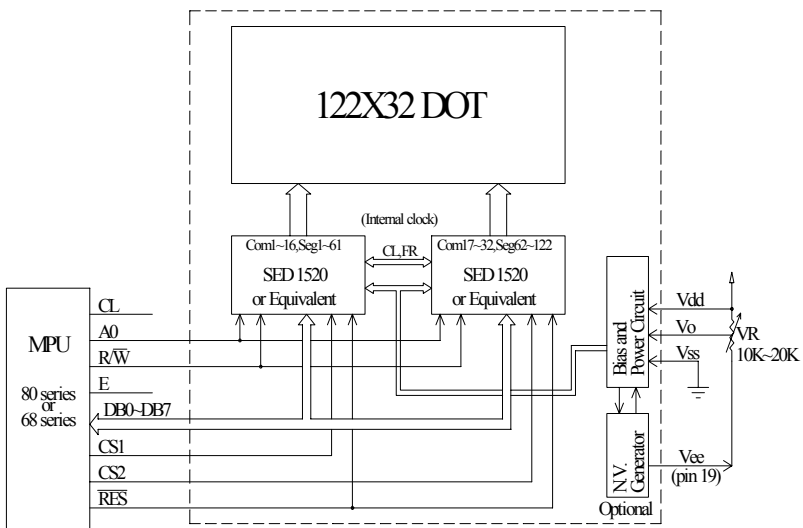 122X32 DOT
(Internal clock)
Com1~16,Seg1~61
SED 1520
or Equivalent
CL,FR
Com17~32,Seg62~122
SED 1520
or Equivalent
MPU
80 series
or
68 series
CL
A0
R/W̅
E
DB0~DB7
CS1
CS2
R̅E̅S̅
Bias and
Power Circuit
Vdd
Vo
Vss
VR
10K~20K
N.V.
Generator
Optional
Vee
(pin 19)